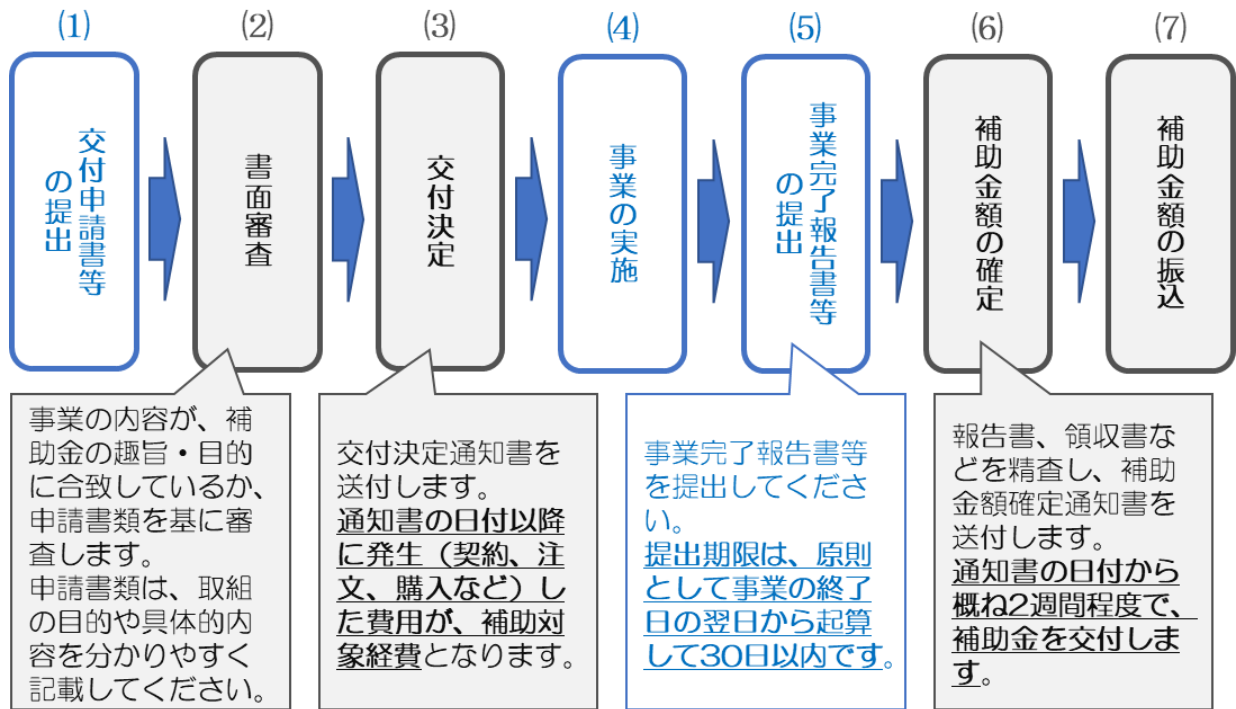 (1)
(2)
(3)
(4)
(5)
(6)
(7)
交付申請書等
の提出
書面審査
交付決定
事業の実施
事業完了報告書等
の提出
補助金額の確定
補助金額の振込
事業の内容が、補
助金の趣旨・目的
に合致しているか、
申請書類を基に審
査します。
申請書類は、取組
の目的や具体的内
容を分かりやすく
記載してください。
交付決定通知書を
送付します。
通知書の日付以降
に発生（契約、注
文、購入など）し
た費用が、補助対
象経費となります。
事業完了報告書等
を提出してくださ
い。
提出期限は、原則
として事業の終了
日の翌日から起算
して30日以内です。
報告書、領収書な
どを精査し、補助
金額確定通知書を
送付します。
通知書の日付から
概ね2週間程度で、
補助金を交付しま
す。